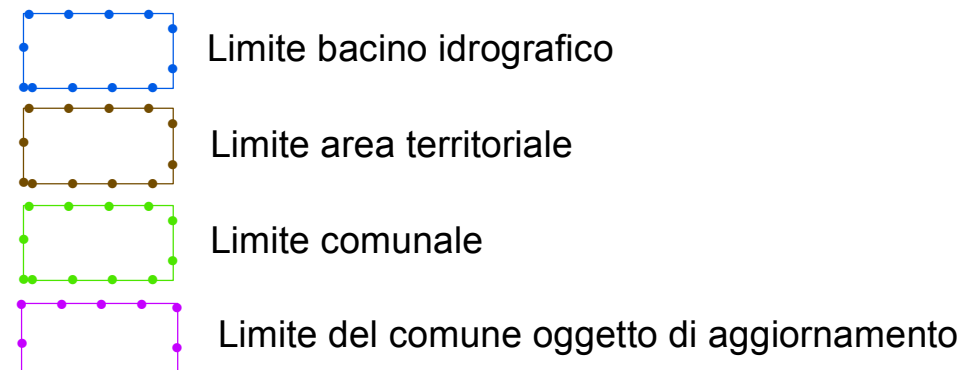 Limite bacino idrografico
Limite area territoriale
Limite comunale
Limite del comune oggetto di aggiornamento